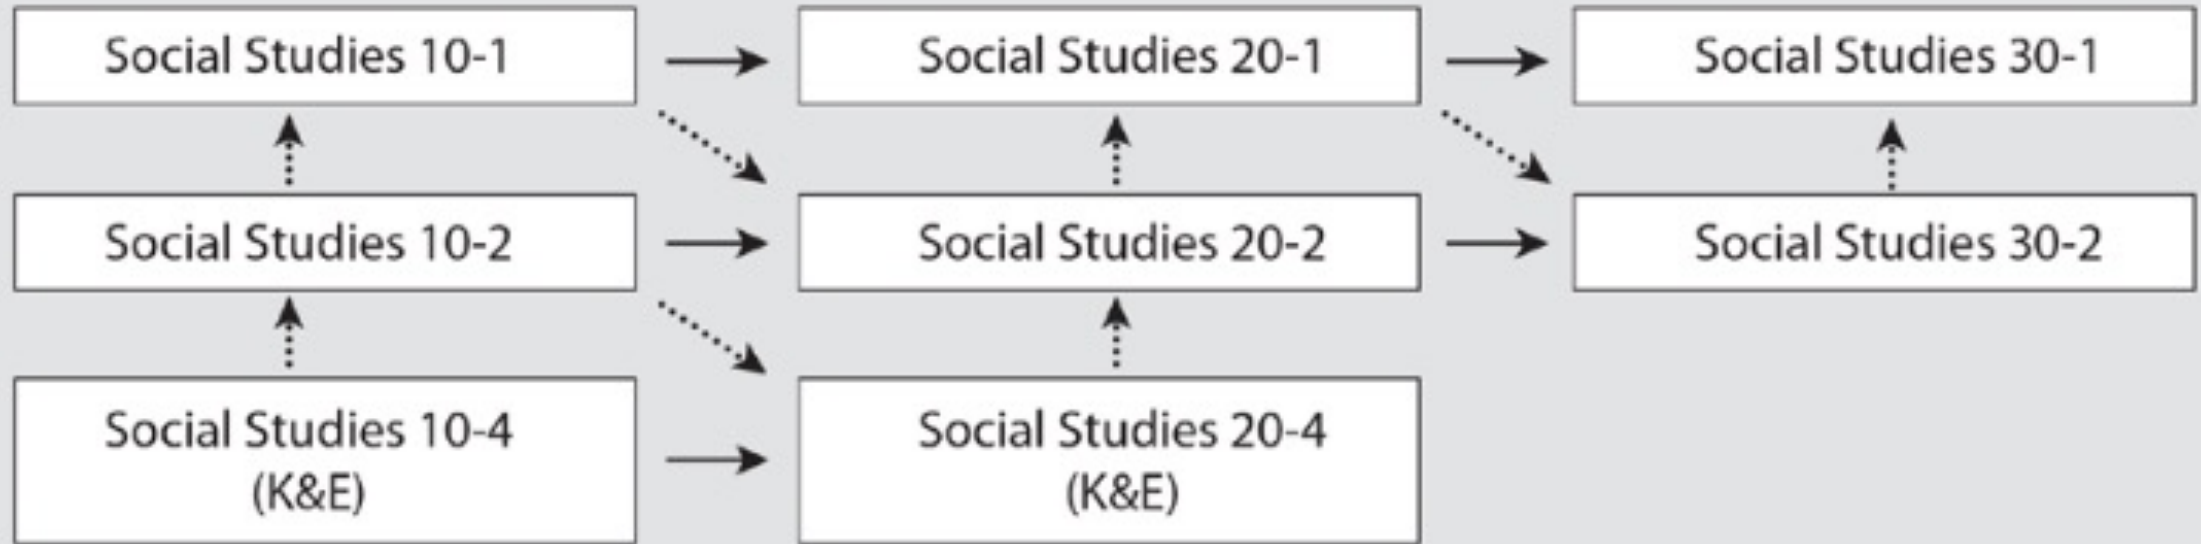 Social Studies 10-1
Social Studies 20-1
Social Studies 30-1
Social Studies 10-2
Social Studies 20-2
Social Studies 30-2
Social Studies 10-4
(K&E)
Social Studies 20-4
(K&E)